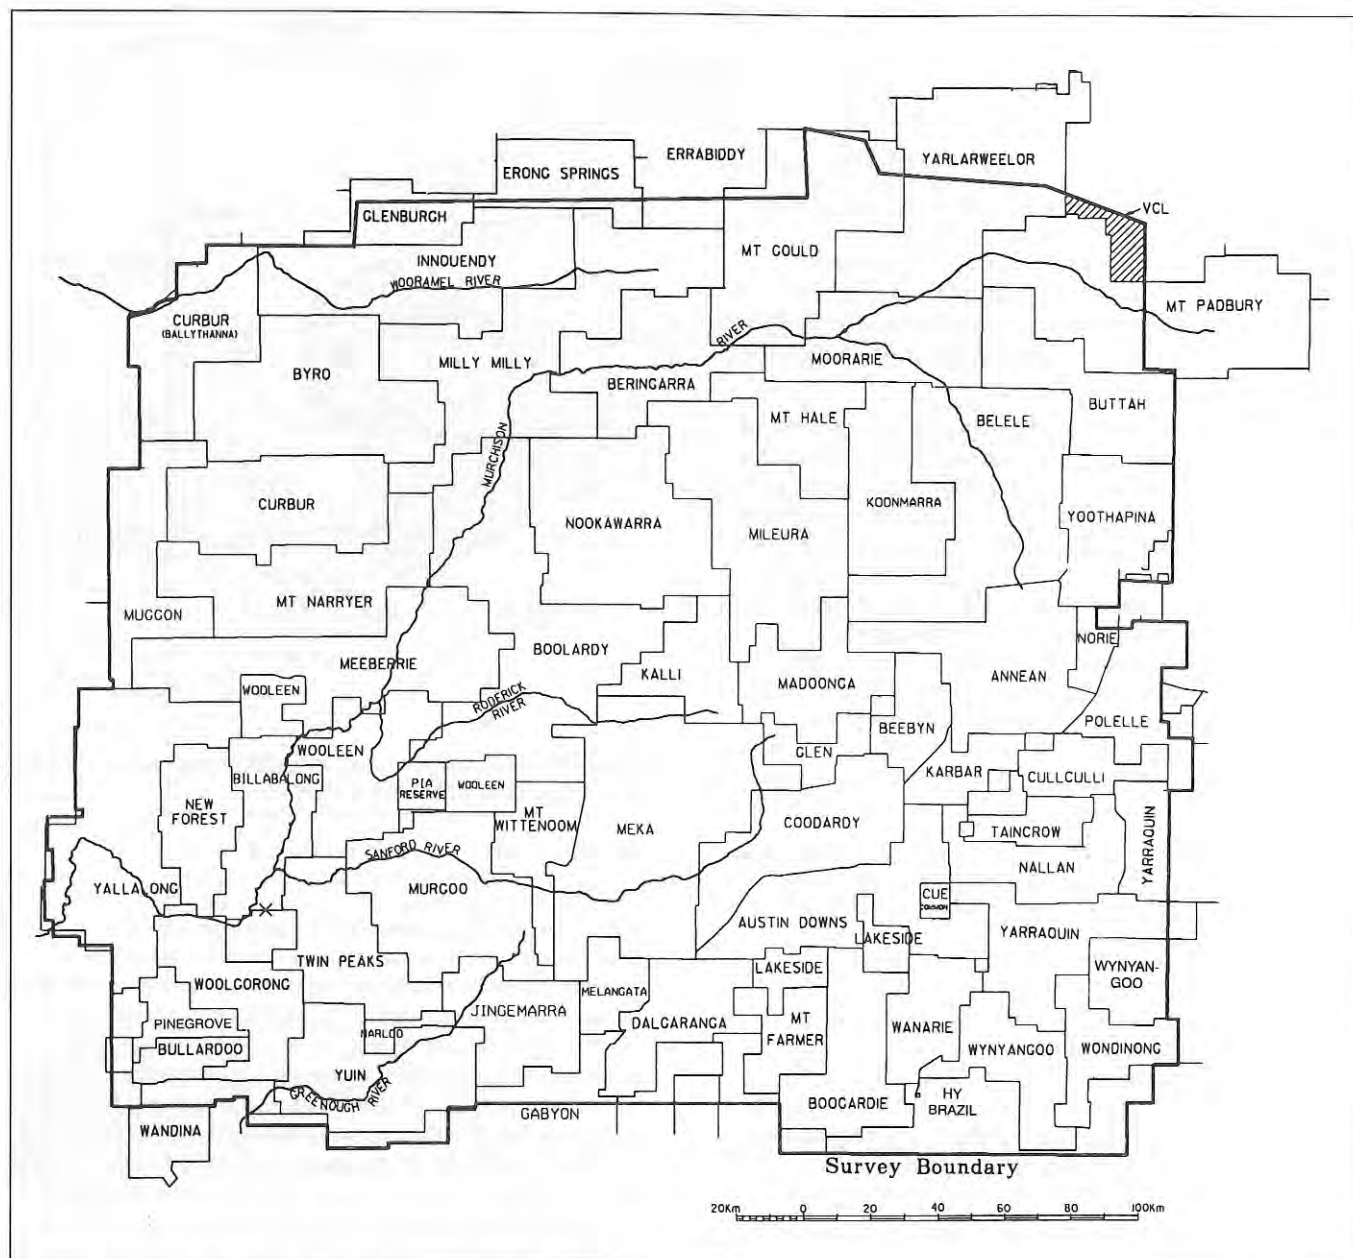 ERRABIDDY
YARLARWEELOR
ERONG SPRINGS
VCL
GLENBURGH
MT GOULD
INNOUENDY
WOORAMEL RIVER
MT PADBURY
CURBUR
(BALLYTHANNA)
RIVER
MILLY MILLY
MOORARIE
BYRO
BERINGARRA
BUTTAH
MT HALE
BELELE
MURCHISON
CURBUR
KOONMARRA
NOOKAWARRA
YOOTHAPINA
MILEURA
MT NARRYER
MUGGON
NORIE
BOOLARDY
MEEBERRIE
KALLI
ANNEAN
MADOONGA
WOOLEEN
RODERICK
RIVER
POLELLE
BEEBYN
WOOLEEN
GLEN
KARBAR
BILLABALONG
CULLCULLI
PIA
RESERVE
WOOLEEN
NEW
FOREST
MT
WITTENOOM
MEKA
COODARDY
TAINCROW
YARRAQUIN
SANFORD RIVER
NALLAN
YALLALONG
MURGOO
CUE
COMMON
AUSTIN DOWNS
LAKESIDE
YARRAQUIN
TWIN PEAKS
LAKESIDE
WYNYAN-
GOO
WOOLGORONG
MELANGATA
JINGEMARRA
PINEGROVE
DALGARANGA
MT
FARMER
WANARIE
NARLOO
BULLARDOO
WYNYANGOO
WONDINONG
YUIN
GREENOUGH
RIVER
HY
BRAZIL
BOOGARDIE
GABYON
WANDINA
Survey Boundary
20Km 0 20 40 60 80 100Km